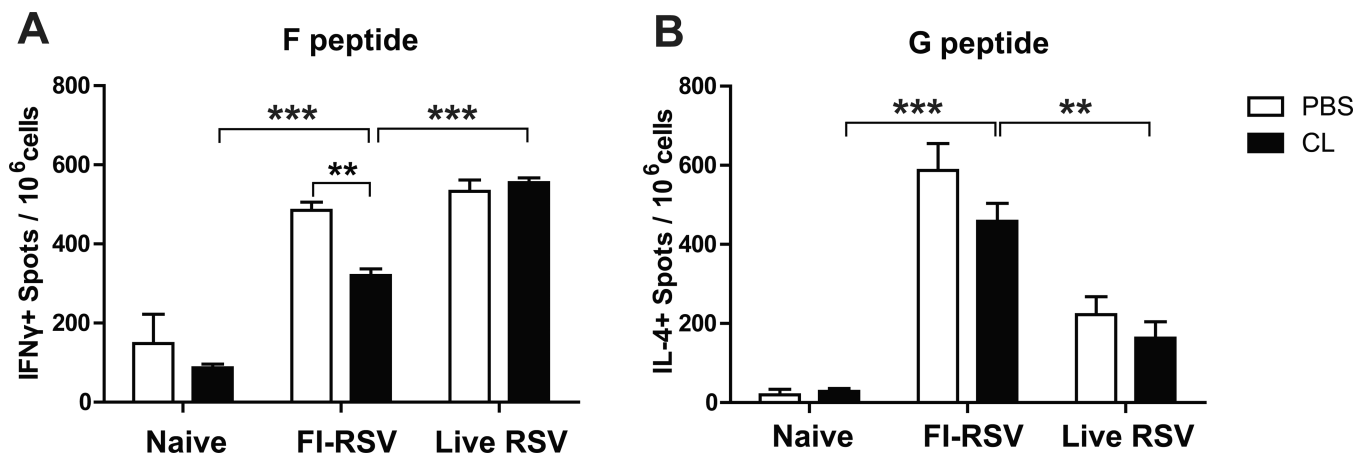 A
F peptide
IFNγ+ Spots / 10⁶cells
800
600
400
200
0
***
***
**
Naive
FI-RSV
Live RSV
B
G peptide
IL-4+ Spots / 10⁶cells
800
600
400
200
0
***
**
Naive
FI-RSV
Live RSV
PBS
CL